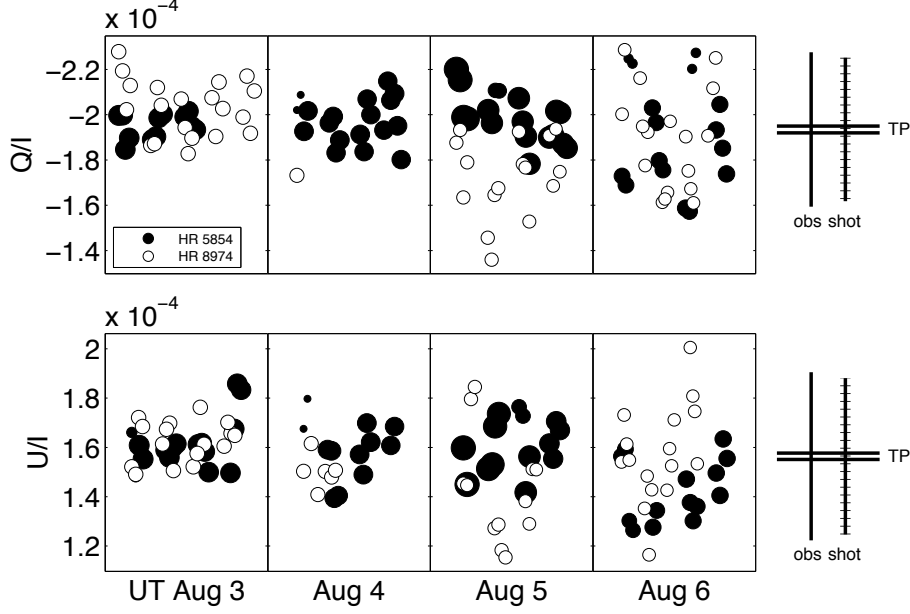 x 10−4
−2.2
−2
−1.8
−1.6
−1.4
Q/I
HR 5854
HR 8974
TP
obs shot
x 10−4
2
1.8
1.6
1.4
1.2
U/I
TP
obs shot
UT Aug 3 Aug 4 Aug 5 Aug 6